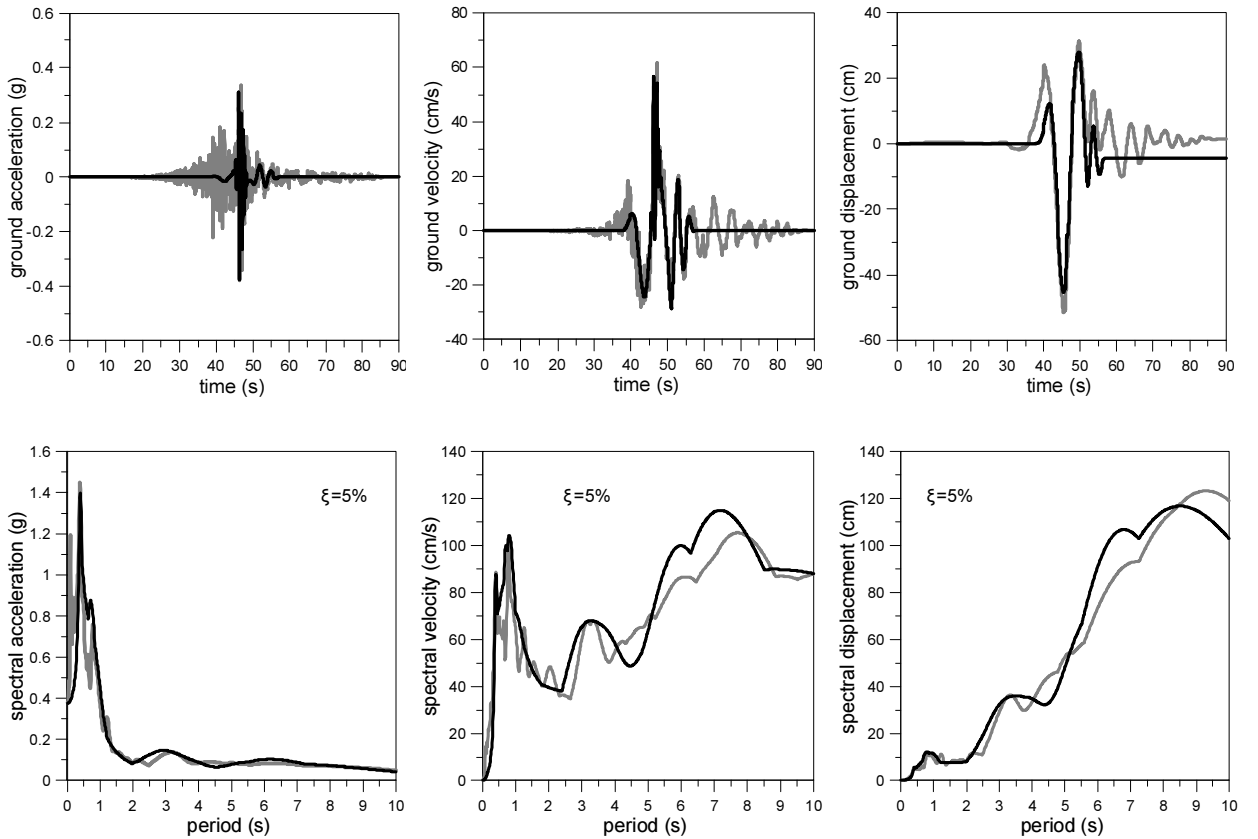 ground acceleration (g)
0.6
0.4
0.2
0
-0.2
-0.4
-0.6
0 10 20 30 40 50 60 70 80 90
time (s)
ground velocity (cm/s)
80
60
40
20
0
-20
-40
0 10 20 30 40 50 60 70 80 90
time (s)
ground displacement (cm)
40
20
0
-20
-40
-60
0 10 20 30 40 50 60 70 80 90
time (s)
spectral acceleration (g)
1.6
1.4
1.2
1
0.8
0.6
0.4
0.2
0
ξ=5%
0 1 2 3 4 5 6 7 8 9 10
period (s)
spectral velocity (cm/s)
140
120
100
80
60
40
20
0
ξ=5%
0 1 2 3 4 5 6 7 8 9 10
period (s)
spectral displacement (cm)
140
120
100
80
60
40
20
0
ξ=5%
0 1 2 3 4 5 6 7 8 9 10
period (s)